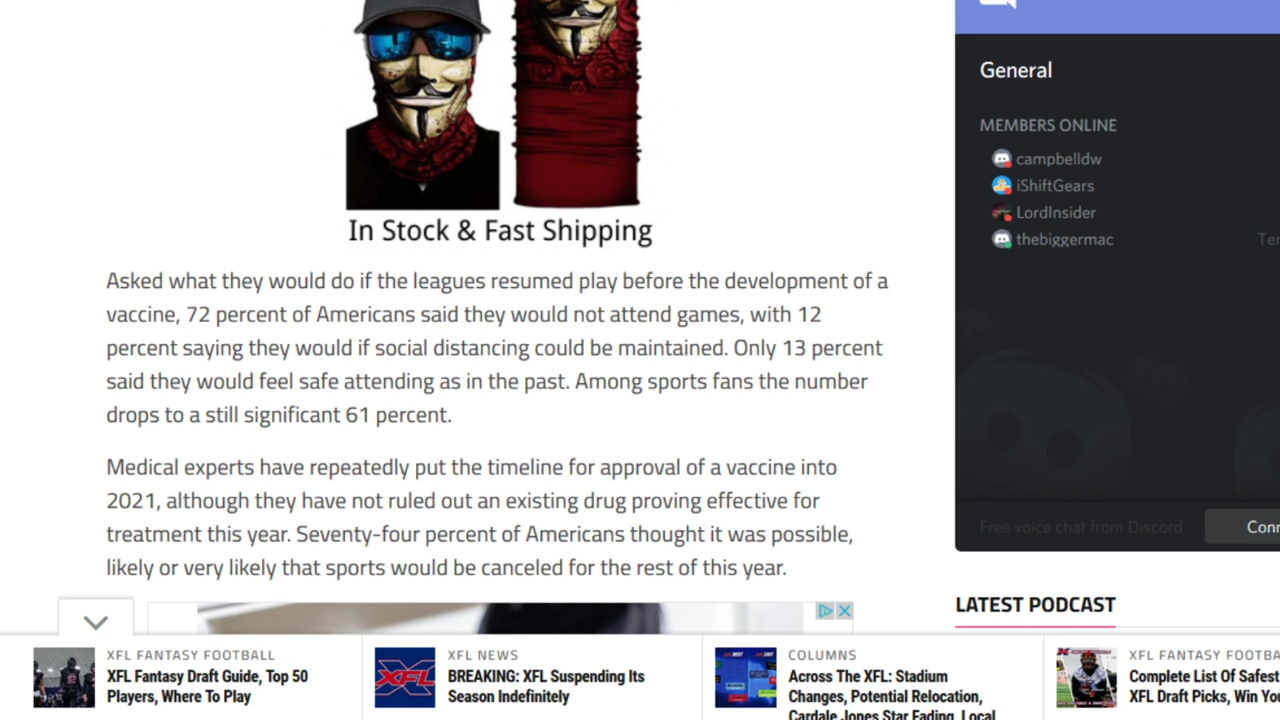 In Stock & Fast Shipping
Asked what they would do if the leagues resumed play before the development of a
vaccine, 72 percent of Americans said they would not attend games, with 12
percent saying they would if social distancing could be maintained. Only 13 percent
said they would feel safe attending as in the past. Among sports fans the number
drops to a still significant 61 percent.
Medical experts have repeatedly put the timeline for approval of a vaccine into
2021, although they have not ruled out an existing drug proving effective for
treatment this year. Seventy-four percent of Americans thought it was possible,
likely or very likely that sports would be canceled for the rest of this year.
General
MEMBERS ONLINE
campbelldw
iShiftGears
LordInsider
thebiggermac
Free voice chat from Discord
LATEST PODCAST
XFL FANTASY FOOTBALL
XFL Fantasy Draft Guide, Top 50
Players, Where To Play
XFL NEWS
BREAKING: XFL Suspending Its
Season Indefinitely
COLUMNS
Across The XFL: Stadium
Changes, Potential Relocation,
Cardale Jones Star Fading, Local
XFL FANTASY
Complete List Of Safest
XFL Draft Picks, Win